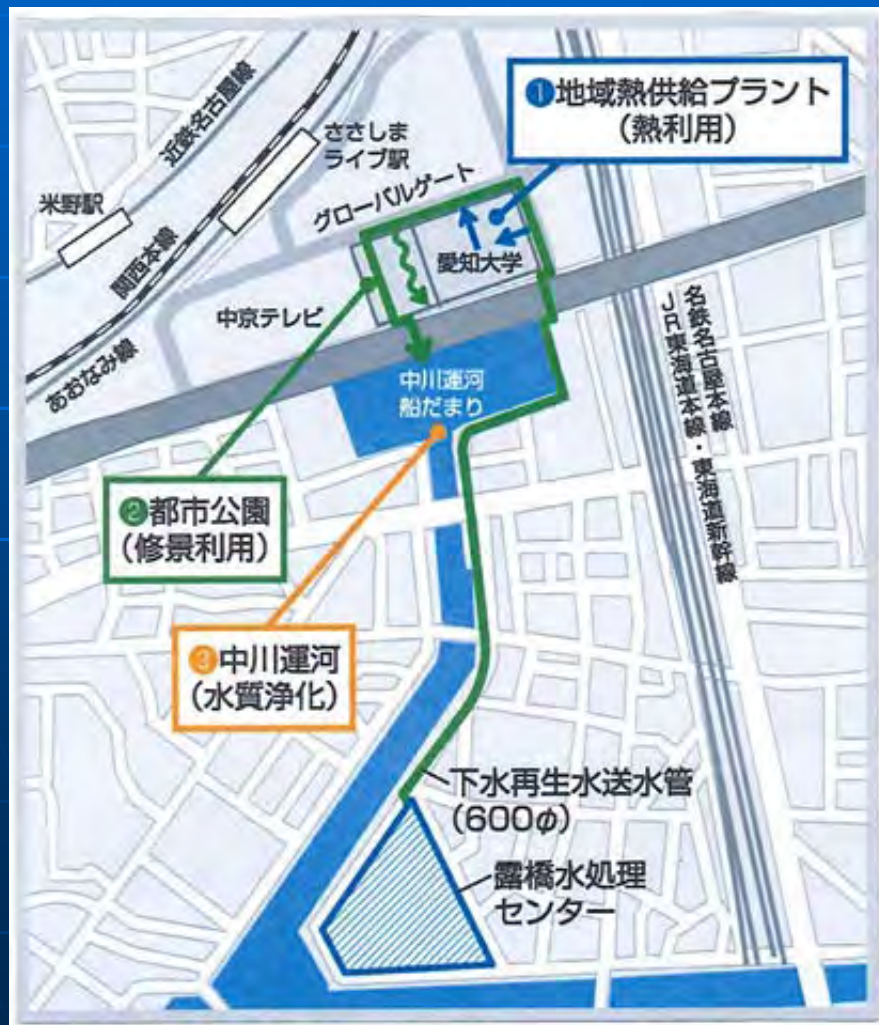 ❶地域熱供給プラント
(熱利用)
近鉄名古屋線
ささしま
ライブ駅
米野駅
グローバルゲート
関西本線
愛知大学
中京テレビ
あおなみ線
名鉄名古屋本線
JR東海道本線・東海道新幹線
中川運河
船だまり
❷都市公園
(修景利用)
❸中川運河
(水質浄化)
下水再生水送水管
(600φ)
露橋水処理
センター